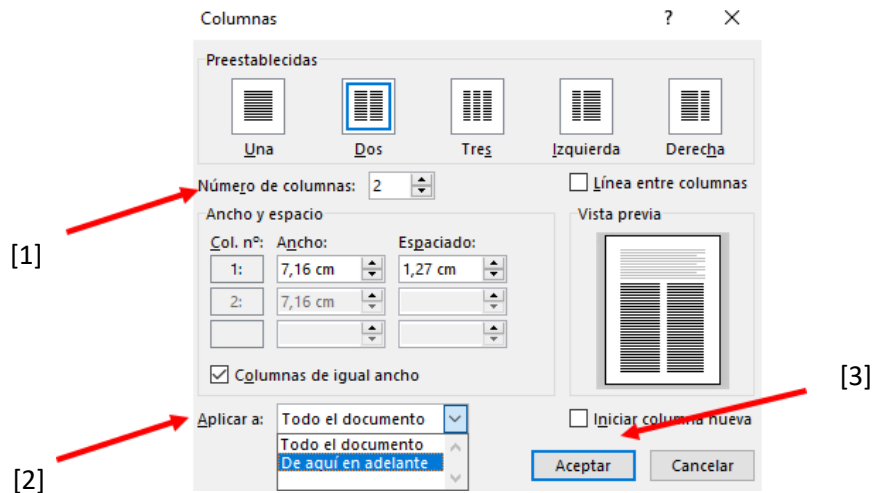 Columnas ? ×
Preestablecidas
Una Dos Tres Izquierda Derecha
Número de columnas: 2 Línea entre columnas
Ancho y espacio Vista previa
Col. nº: Ancho: Espaciado:
[1]
1: 7,16 cm 1,27 cm
2: 7,16 cm
Columnas de igual ancho
[3]
Aplicar a: Todo el documento Iniciar columna nueva
Todo el documento
De aquí en adelante
Aceptar Cancelar
[2]